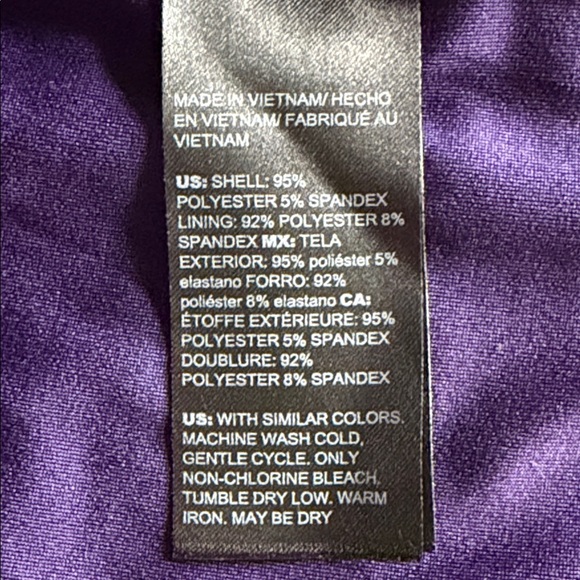 MADE IN VIETNAM/ HECHO
EN VIETNAM/ FABRIQUÉ AU
VIETNAM
US: SHELL: 95%
POLYESTER 5% SPANDEX
LINING: 92% POLYESTER 8%
SPANDEX MX: TELA
EXTERIOR: 95% poliéster 5%
elastano FORRO: 92%
poliéster 8% elastano CA:
ÉTOFFE EXTÉRIEURE: 95%
POLYESTER 5% SPANDEX
DOUBLURE: 92%
POLYESTER 8% SPANDEX
US: WITH SIMILAR COLORS.
MACHINE WASH COLD,
GENTLE CYCLE. ONLY
NON-CHLORINE BLEACH.
TUMBLE DRY LOW. WARM
IRON. MAY BE DRY